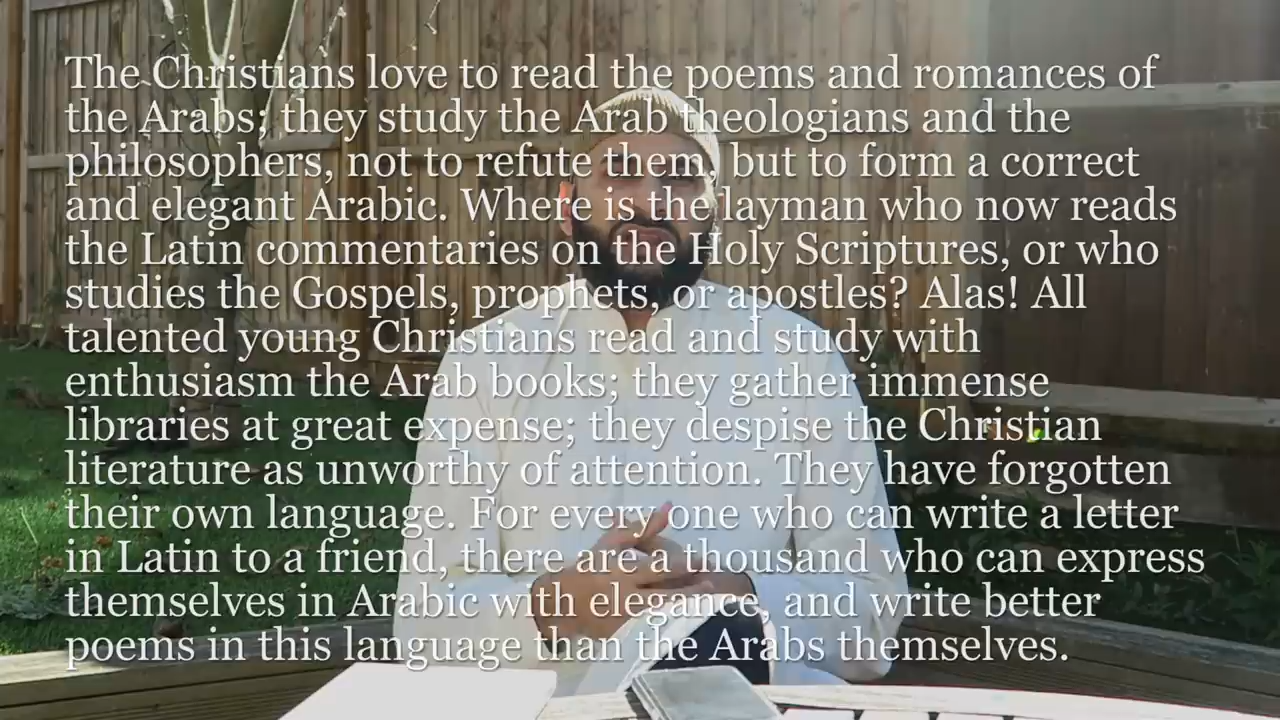 The Christians love to read the poems and romances of
the Arabs; they study the Arab theologians and the
philosophers, not to refute them, but to form a correct
and elegant Arabic. Where is the layman who now reads
the Latin commentaries on the Holy Scriptures, or who
studies the Gospels, prophets, or apostles? Alas! All
talented young Christians read and study with
enthusiasm the Arab books; they gather immense
libraries at great expense; they despise the Christian
literature as unworthy of attention. They have forgotten
their own language. For every one who can write a letter
in Latin to a friend, there are a thousand who can express
themselves in Arabic with elegance, and write better
poems in this language than the Arabs themselves.